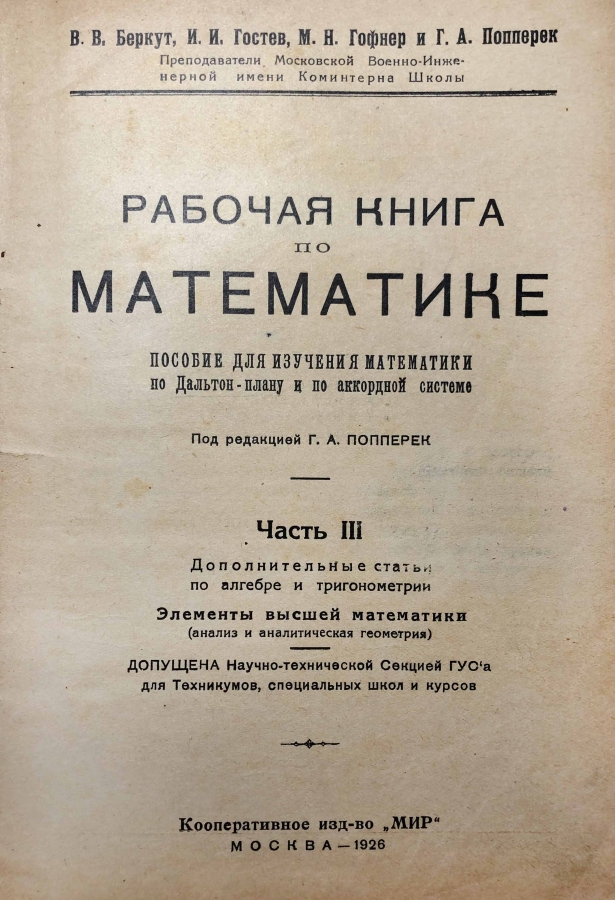 В. В. Беркут, И. И. Гостев, М. Н. Гофнер и Г. А. Попперек
Преподаватели Московской Военно-Инже-
нерной имени Коминтерна Школы
РАБОЧАЯ КНИГА
ПО
МАТЕМАТИКЕ
ПОСОБИЕ ДЛЯ ИЗУЧЕНИЯ МАТЕМАТИКИ
по Дальтон-плану и по аккордной системе
Под редакцией Г. А. ПОППЕРЕК
Часть III
Дополнительные статьи
по алгебре и тригонометрии
Элементы высшей математики
(анализ и аналитическая геометрия)
ДОПУЩЕНА Научно-технической Секцией ГУС‘а
для Техникумов, специальных школ и курсов
Кооперативное изд-во „МИР“
МОСКВА—1926